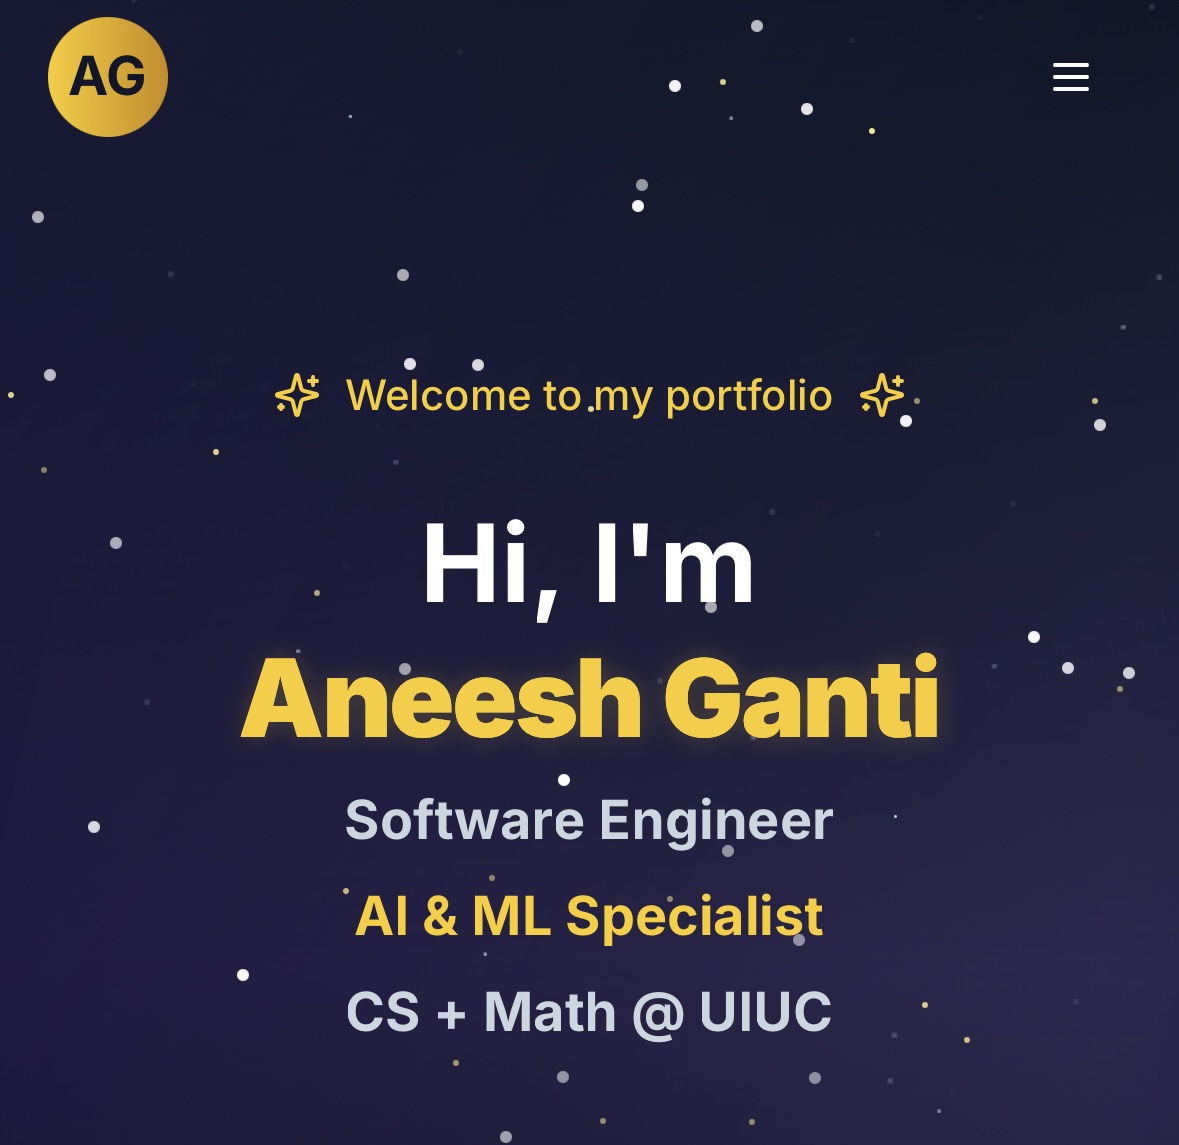 AG
Welcome to my portfolio
Hi, I'm
Aneesh Ganti
Software Engineer
AI & ML Specialist
CS + Math @ UIUC